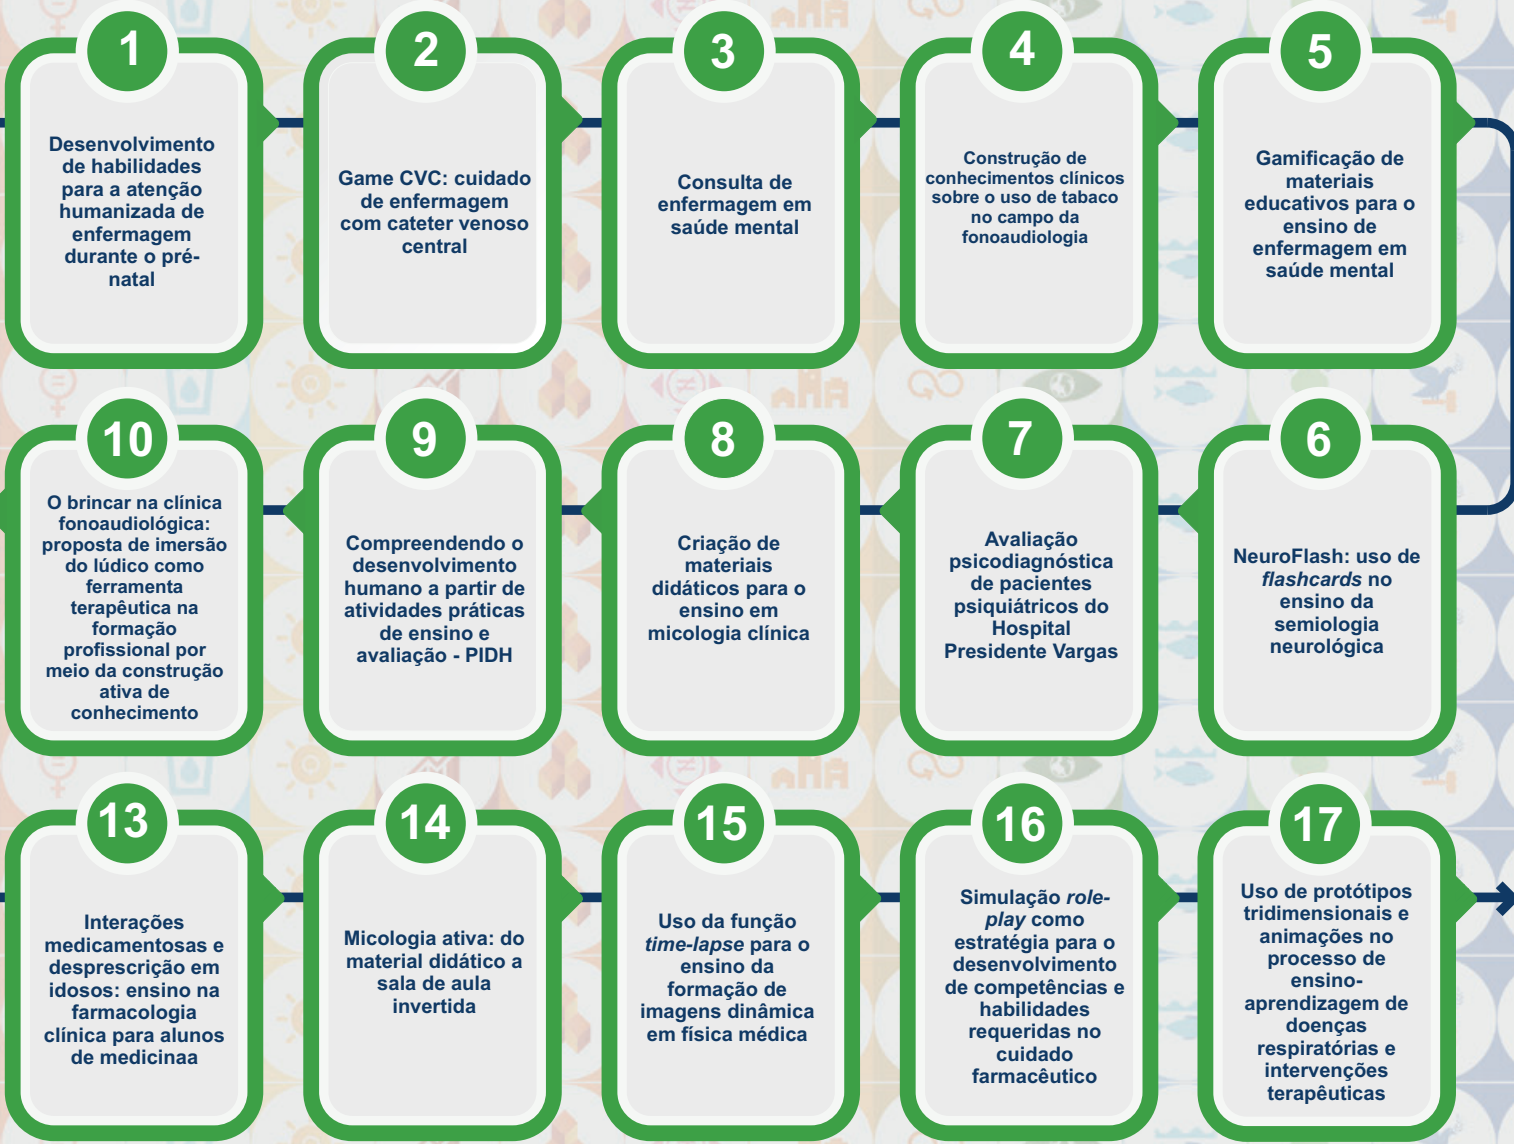 1
Desenvolvimento
de habilidades
para a atenção
humanizada de
enfermagem
durante o pré-
natal
2
Game CVC: cuidado
de enfermagem
com cateter venoso
central
3
Consulta de
enfermagem em
saúde mental
4
Construção de
conhecimentos clínicos
sobre o uso de tabaco
no campo da
fonoaudiologia
5
Gamificação de
materiais
educativos para o
ensino de
enfermagem em
saúde mental
10
O brincar na clínica
fonoaudiológica:
proposta de imersão
do lúdico como
ferramenta
terapêutica na
formação
profissional por
meio da construção
ativa de
conhecimento
9
Compreendendo o
desenvolvimento
humano a partir de
atividades práticas
de ensino e
avaliação - PIDH
8
Criação de
materiais
didáticos para o
ensino em
micologia clínica
7
Avaliação
psicodiagnóstica
de pacientes
psiquiátricos do
Hospital
Presidente Vargas
6
NeuroFlash: uso de
flashcards no
ensino da
semiologia
neurológica
13
Interações
medicamentosas e
desprescrição em
idosos: ensino na
farmacologia
clínica para alunos
de medicinaa
14
Micologia ativa: do
material didático a
sala de aula
invertida
15
Uso da função
time-lapse para o
ensino da
formação de
imagens dinâmica
em física médica
16
Simulação role-
play como
estratégia para o
desenvolvimento
de competências e
habilidades
requeridas no
cuidado
farmacêutico
17
Uso de protótipos
tridimensionais e
animações no
processo de
ensino-
aprendizagem de
doenças
respiratórias e
intervenções
terapêuticas